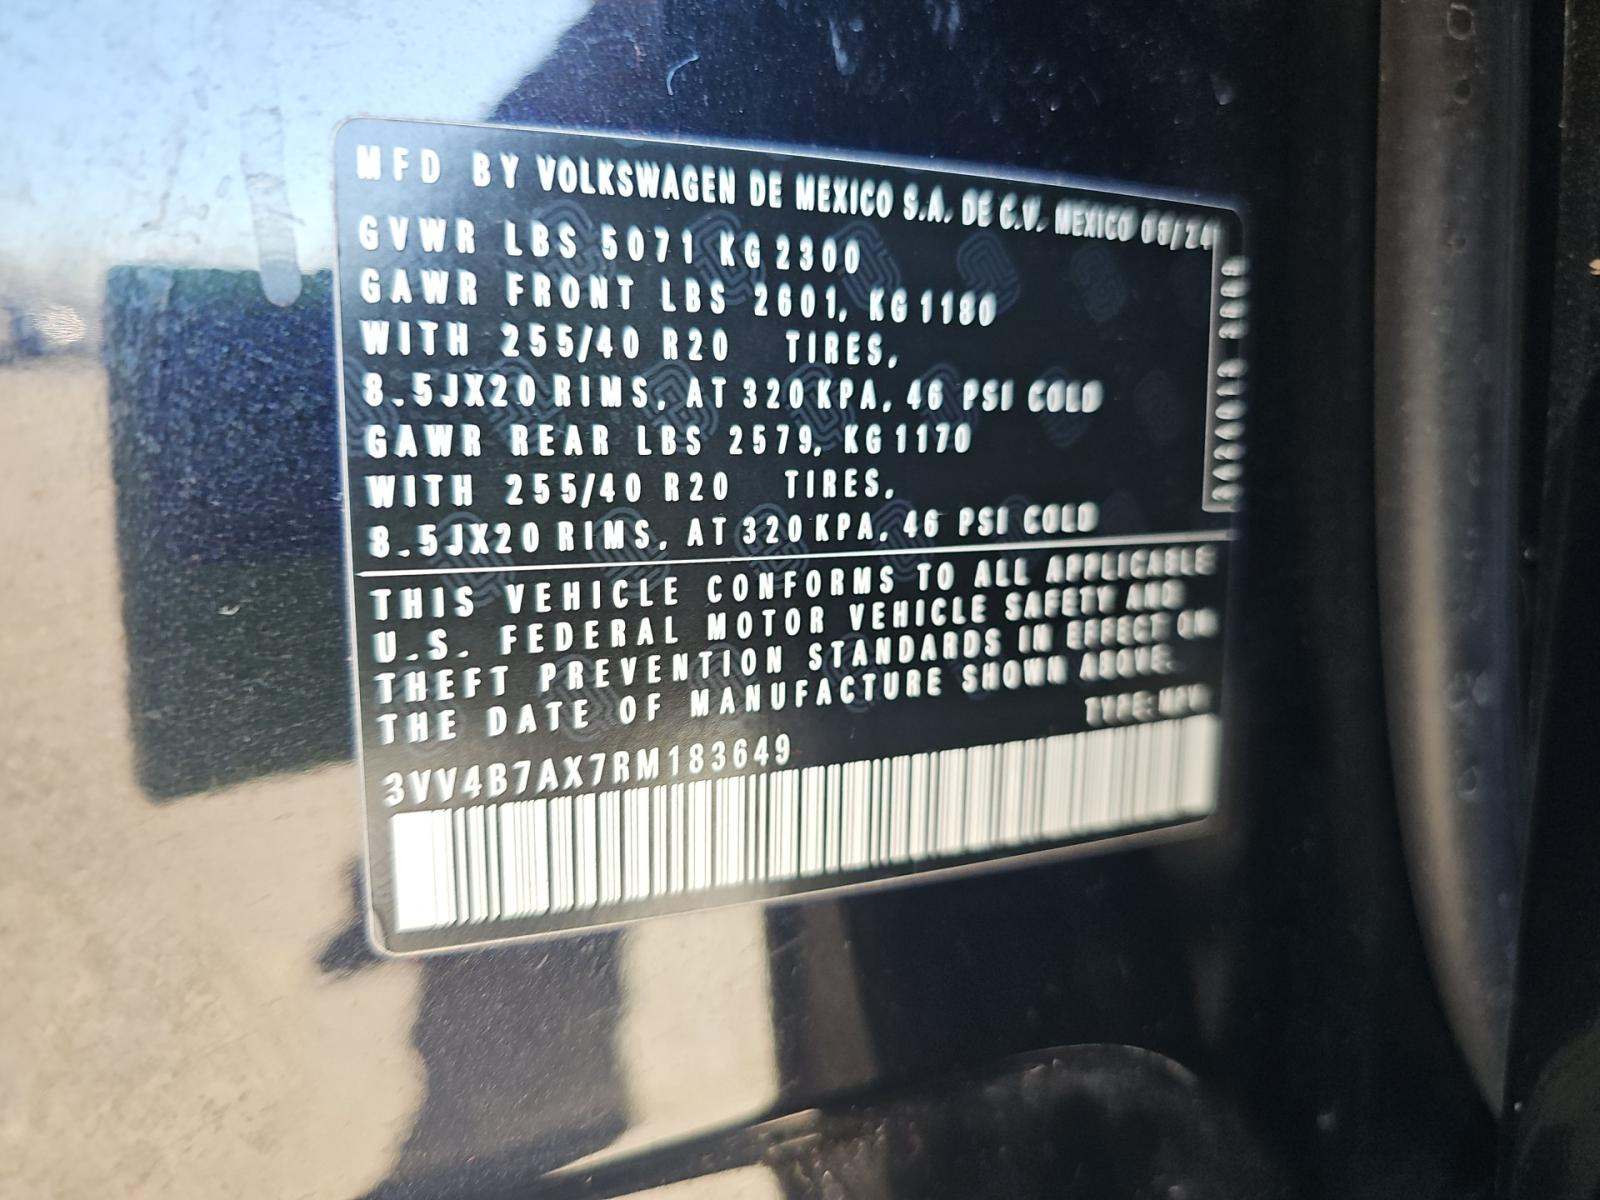 MFD BY VOLKSWAGEN DE MEXICO S.A. DE C.V. MEXICO 08/24
GVWR LBS 5071 KG 2300
GAWR FRONT LBS 2601, KG 1180
WITH 255/40 R20 TIRES,
8.5JX20 RIMS, AT 320 KPA, 46 PSI COLD
GAWR REAR LBS 2579, KG 1170
WITH 255/40 R20 TIRES,
8.5JX20 RIMS, AT 320 KPA, 46 PSI COLD
THIS VEHICLE CONFORMS TO ALL APPLICABLE
U.S. FEDERAL MOTOR VEHICLE SAFETY AND
THEFT PREVENTION STANDARDS IN EFFECT ON
THE DATE OF MANUFACTURE SHOWN ABOVE.
TYPE: MPV
3VV4B7AX7RM183649